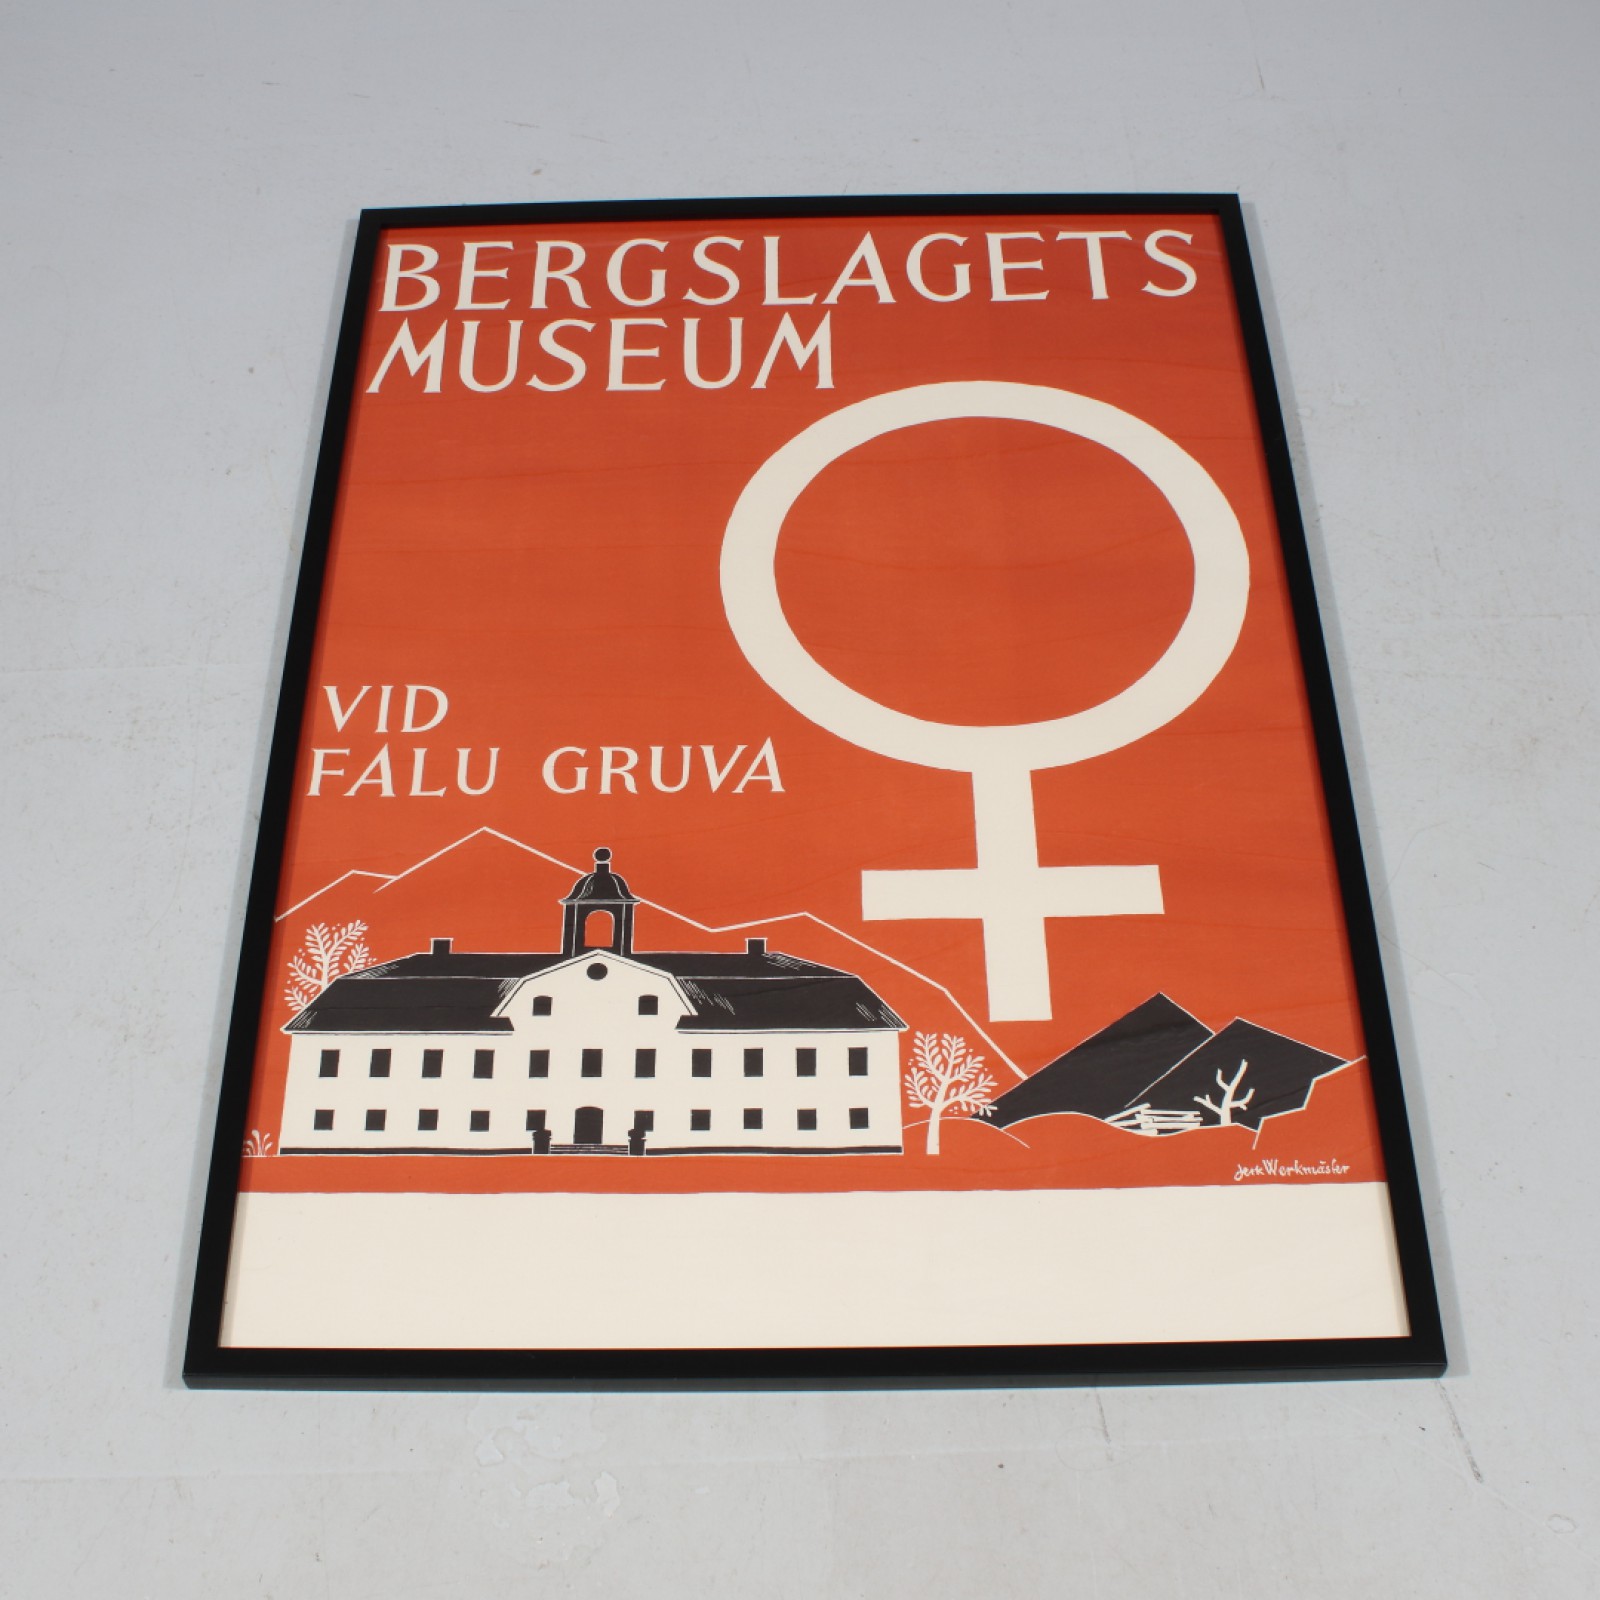 BERGSLAGETS
MUSEUM
VID
FALU GRUVA
Jerk Werkmäster